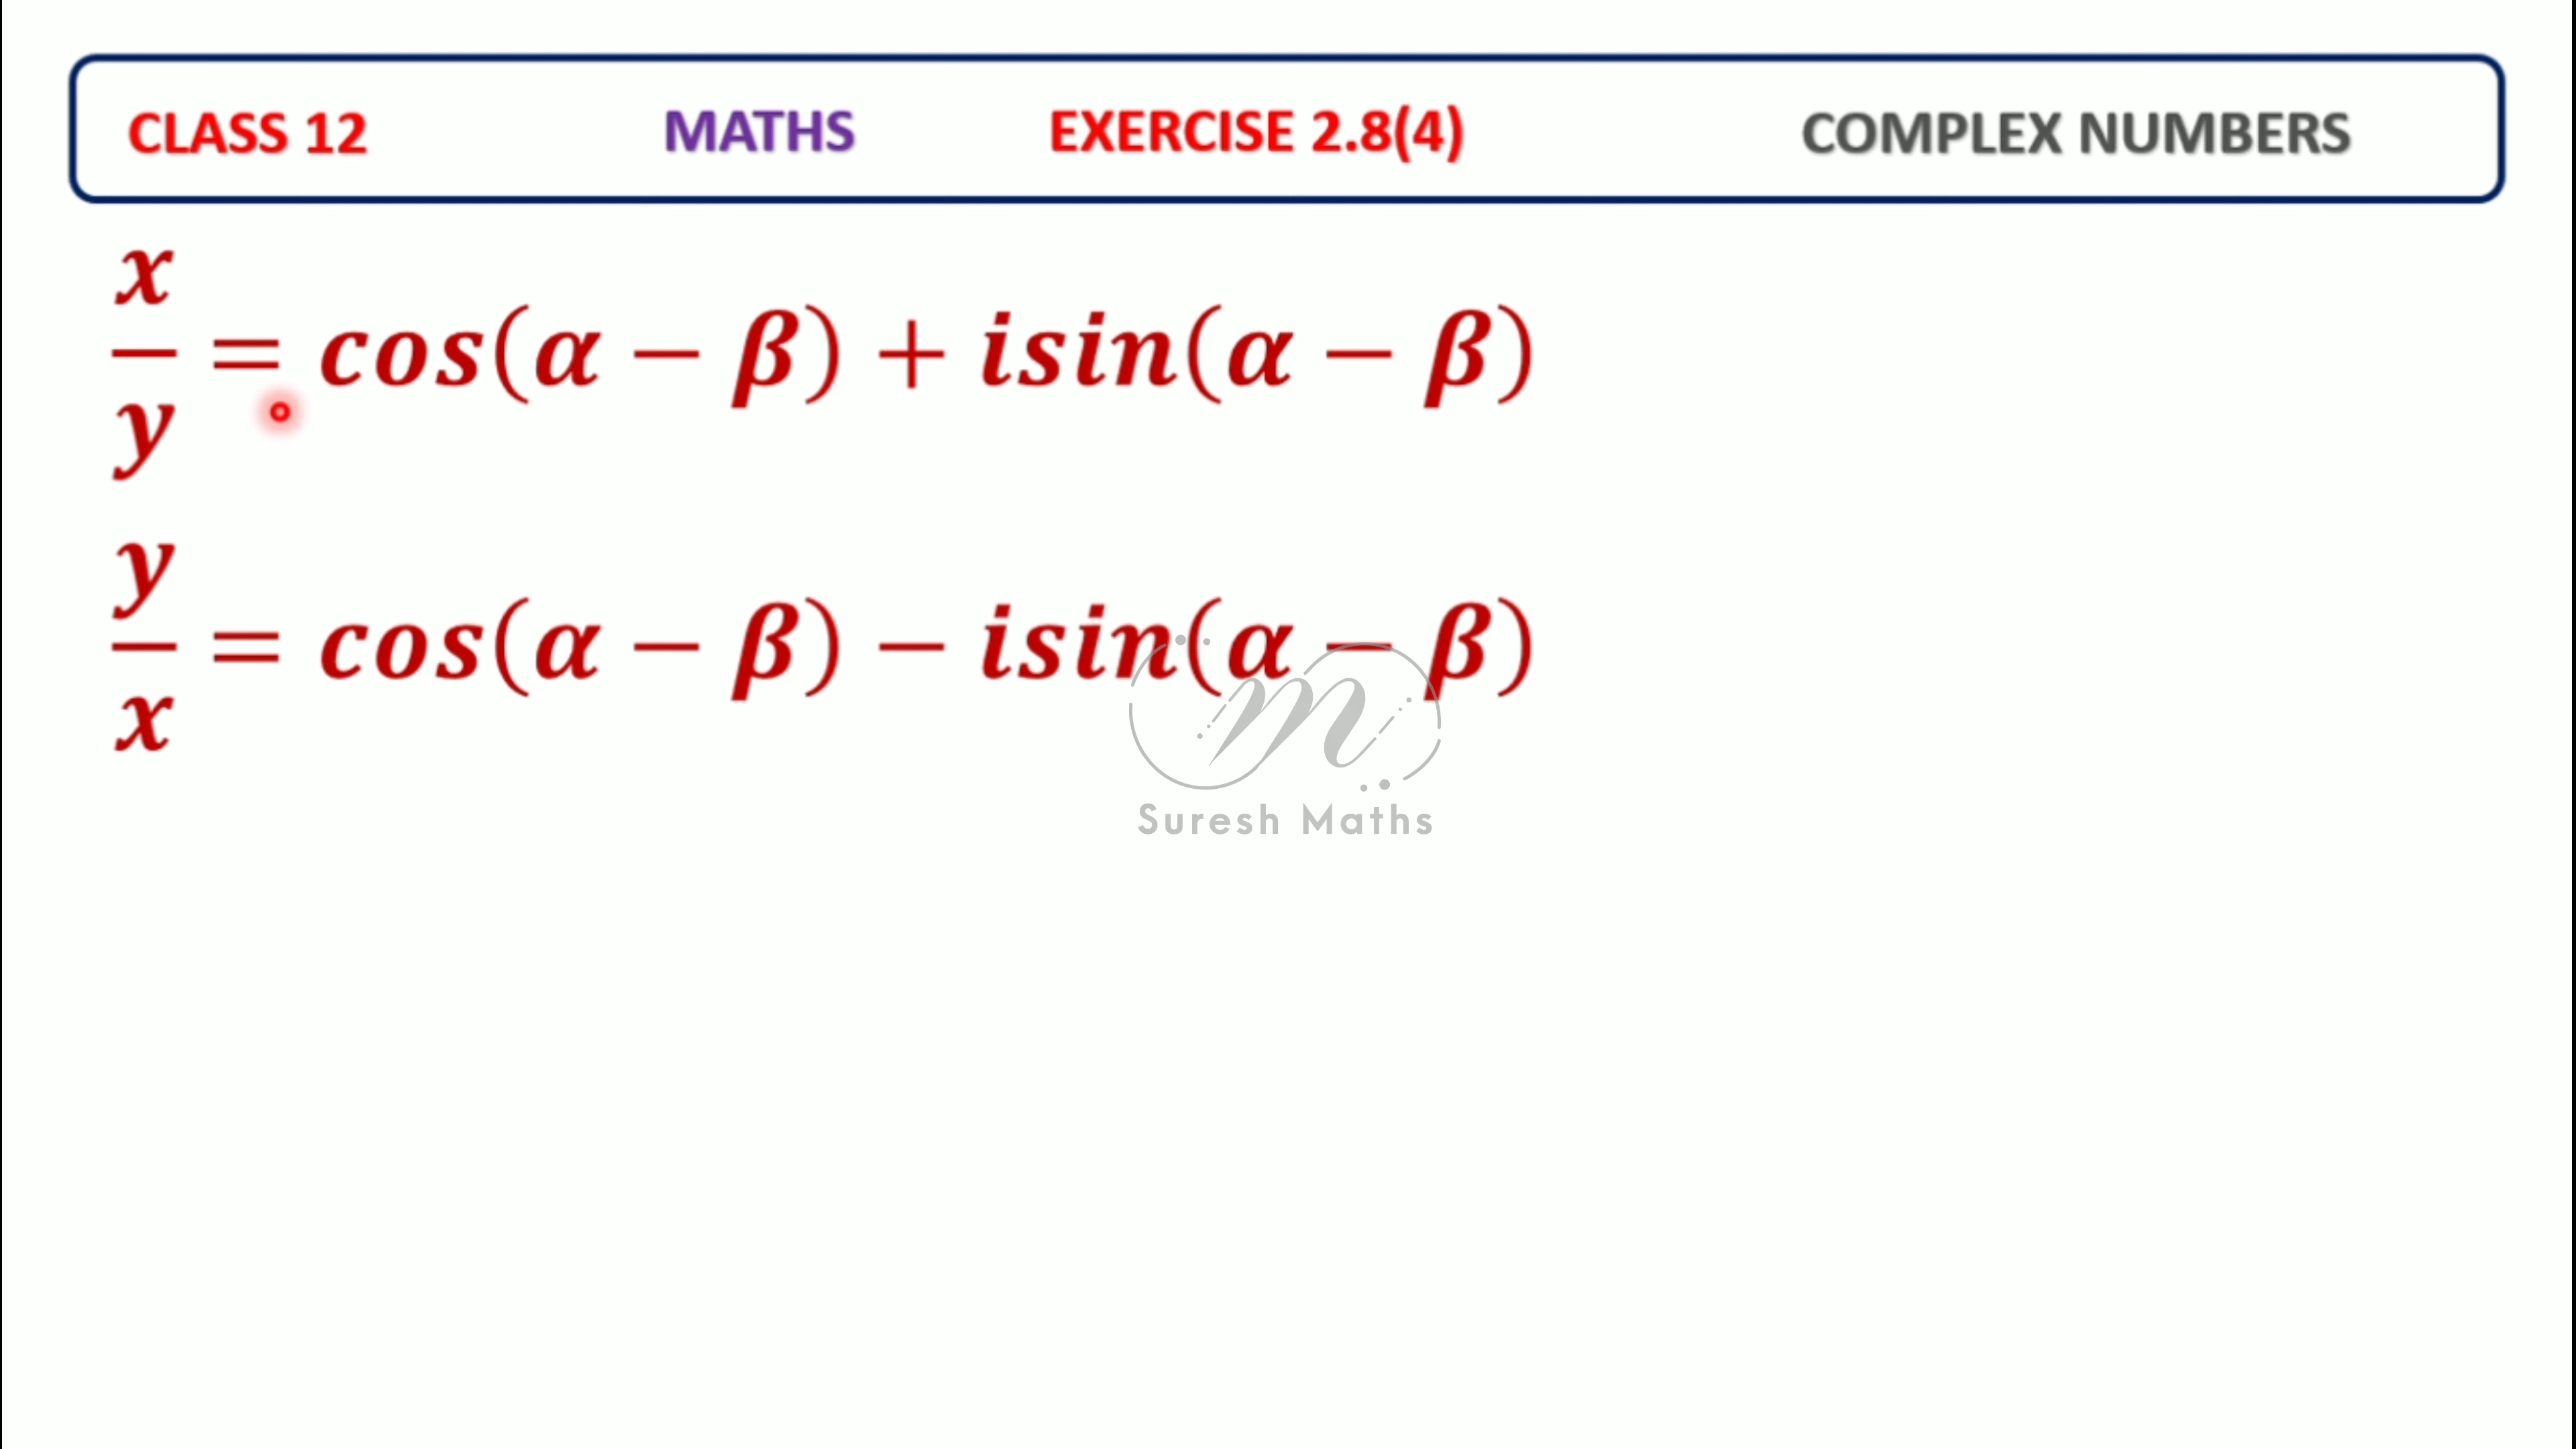 CLASS 12 MATHS EXERCISE 2.8(4) COMPLEX NUMBERS
x/y = cos(α − β) + isin(α − β)
y/x = cos(α − β) − isin(α − β)
m
Suresh Maths